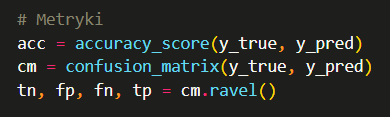 # Metryki
acc = accuracy_score(y_true, y_pred)
cm = confusion_matrix(y_true, y_pred)
tn, fp, fn, tp = cm.ravel()